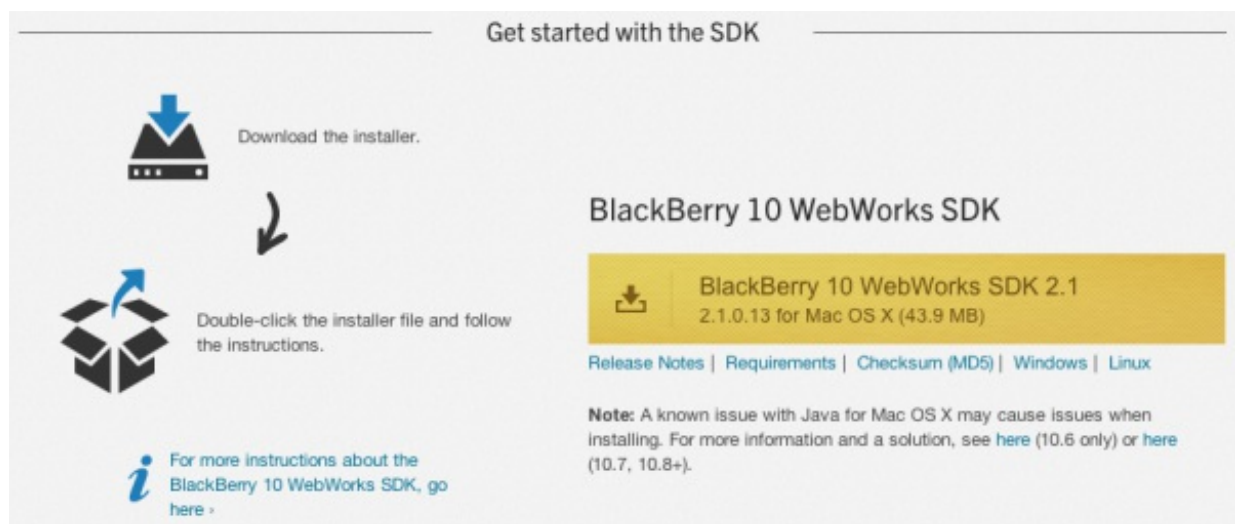 Get started with the SDK
Download the installer.
Double-click the installer file and follow
the instructions.
For more instructions about the
BlackBerry 10 WebWorks SDK, go
here ›
BlackBerry 10 WebWorks SDK
BlackBerry 10 WebWorks SDK 2.1
2.1.0.13 for Mac OS X (43.9 MB)
Release Notes | Requirements | Checksum (MD5) | Windows | Linux
Note: A known issue with Java for Mac OS X may cause issues when
installing. For more information and a solution, see here (10.6 only) or here
(10.7, 10.8+).